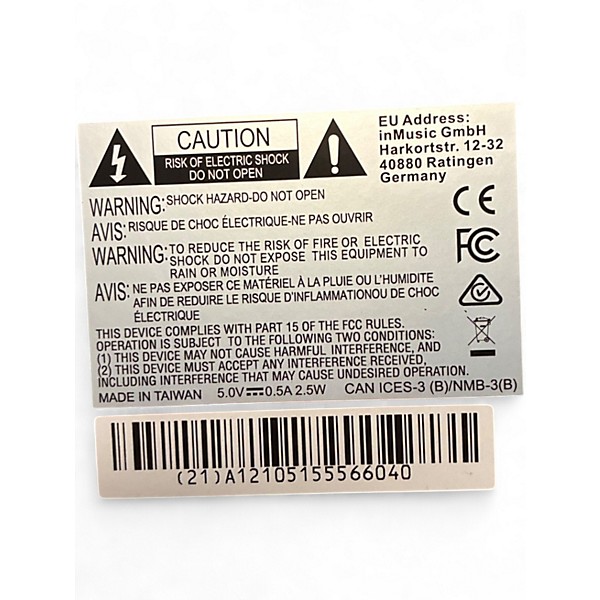 CAUTION
RISK OF ELECTRIC SHOCK
DO NOT OPEN
EU Address:
inMusic GmbH
Harkortstr. 12-32
40880 Ratingen
Germany
WARNING: SHOCK HAZARD-DO NOT OPEN
AVIS: RISQUE DE CHOC ÉLECTRIQUE-NE PAS OUVRIR
WARNING: TO REDUCE THE RISK OF FIRE OR ELECTRIC
SHOCK DO NOT EXPOSE THIS EQUIPMENT TO
RAIN OR MOISTURE
AVIS: NE PAS EXPOSER CE MATÉRIEL À LA PLUIE OU L'HUMIDITE
AFIN DE REDUIRE LE RISQUE D'INFLAMMATIONOU DE CHOC
ÉLECTRIQUE
CE
FC
THIS DEVICE COMPLIES WITH PART 15 OF THE FCC RULES.
OPERATION IS SUBJECT TO THE FOLLOWING TWO CONDITIONS:
(1) THIS DEVICE MAY NOT CAUSE HARMFUL INTERFERENCE, AND
(2) THIS DEVICE MUST ACCEPT ANY INTERFERENCE RECEIVED,
INCLUDING INTERFERENCE THAT MAY CAUSE UNDESIRED OPERATION
MADE IN TAIWAN 5.0V⎓0.5A 2.5W CAN ICES-3 (B)/NMB-3(B)
(21)A12105155566040